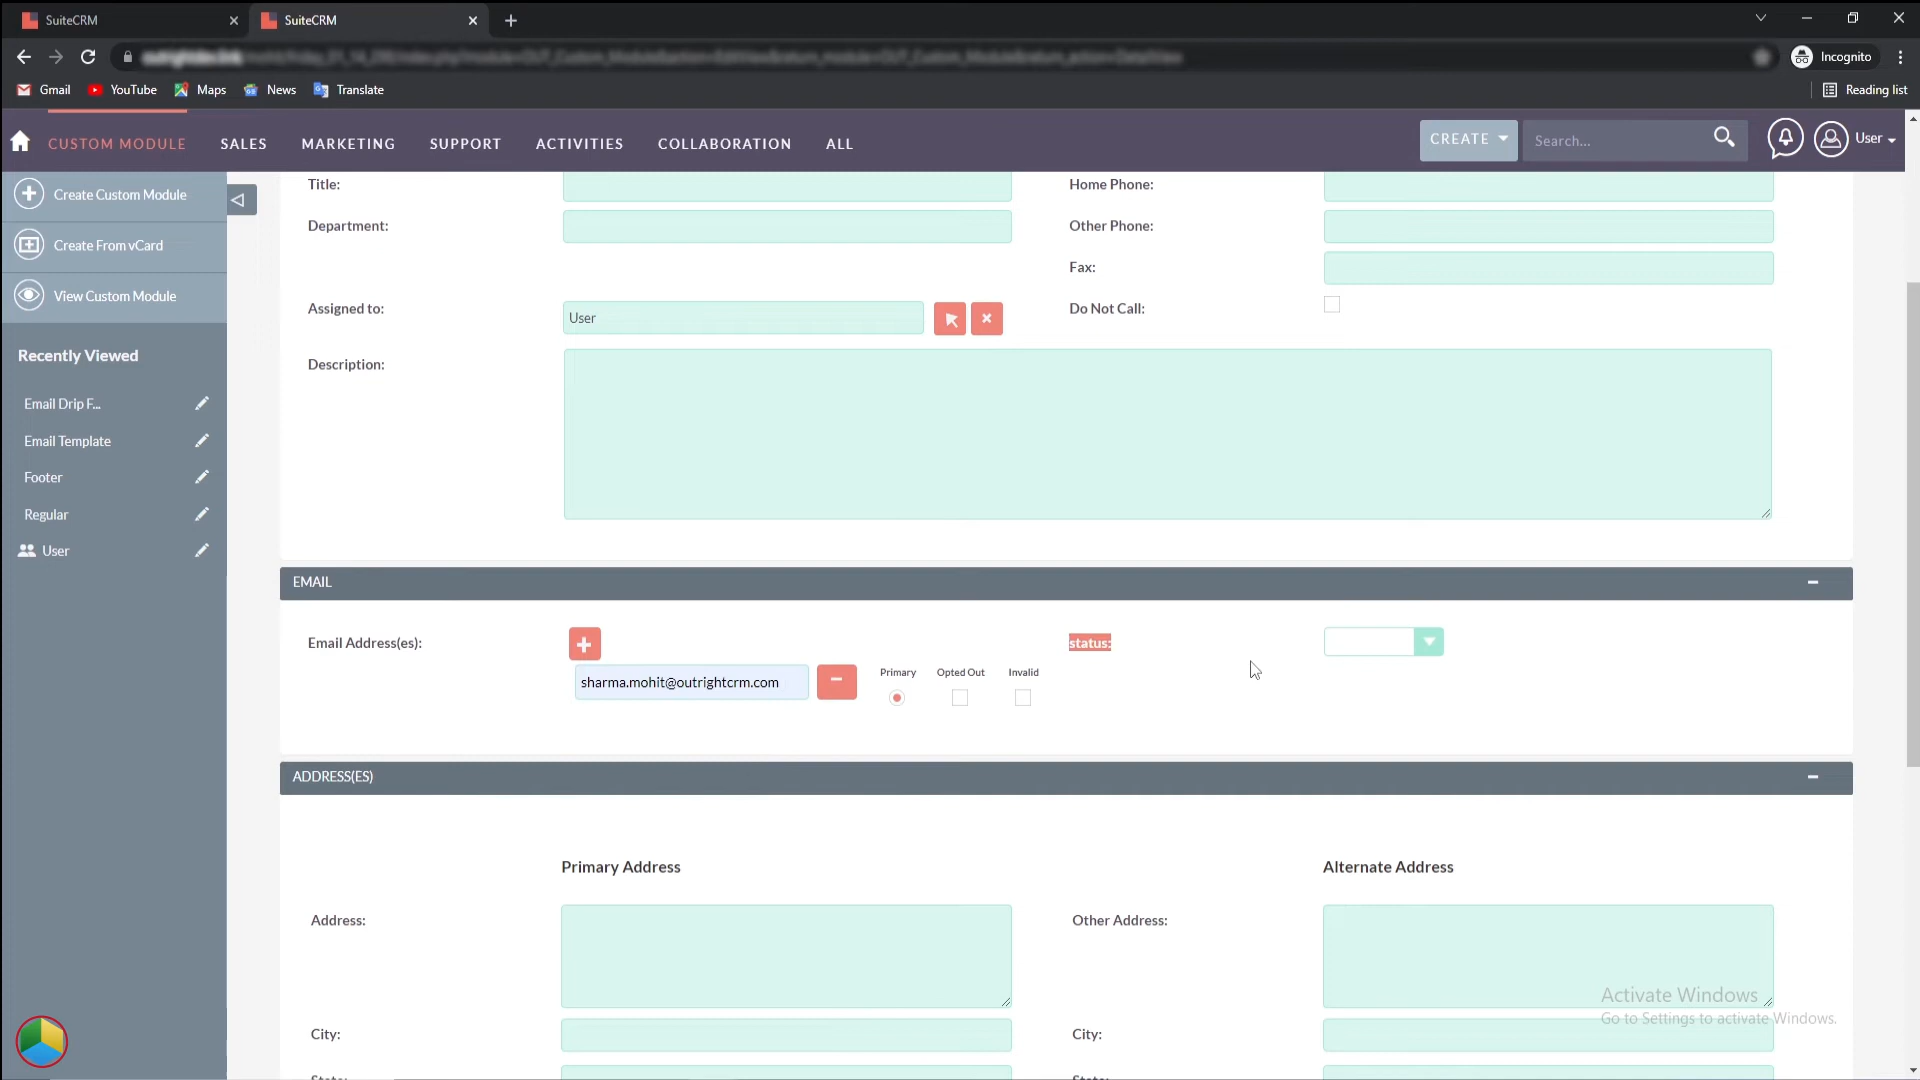 SuiteCRM
SuiteCRM
Incognito
Gmail
YouTube
Maps
News
Translate
Reading list
CUSTOM MODULE
SALES
MARKETING
SUPPORT
ACTIVITIES
COLLABORATION
ALL
CREATE
Search...
User
Create Custom Module
Create From vCard
View Custom Module
Recently Viewed
Email Drip F...
Email Template
Footer
Regular
User
Title:
Home Phone:
Department:
Other Phone:
Fax:
Assigned to:
User
Do Not Call:
Description:
EMAIL
Email Address(es):
status:
sharma.mohit@outrightcrm.com
Primary
Opted Out
Invalid
ADDRESS(ES)
Primary Address
Alternate Address
Address:
Other Address:
City:
City:
State:
State:
Activate Windows
Go to Settings to activate Windows.